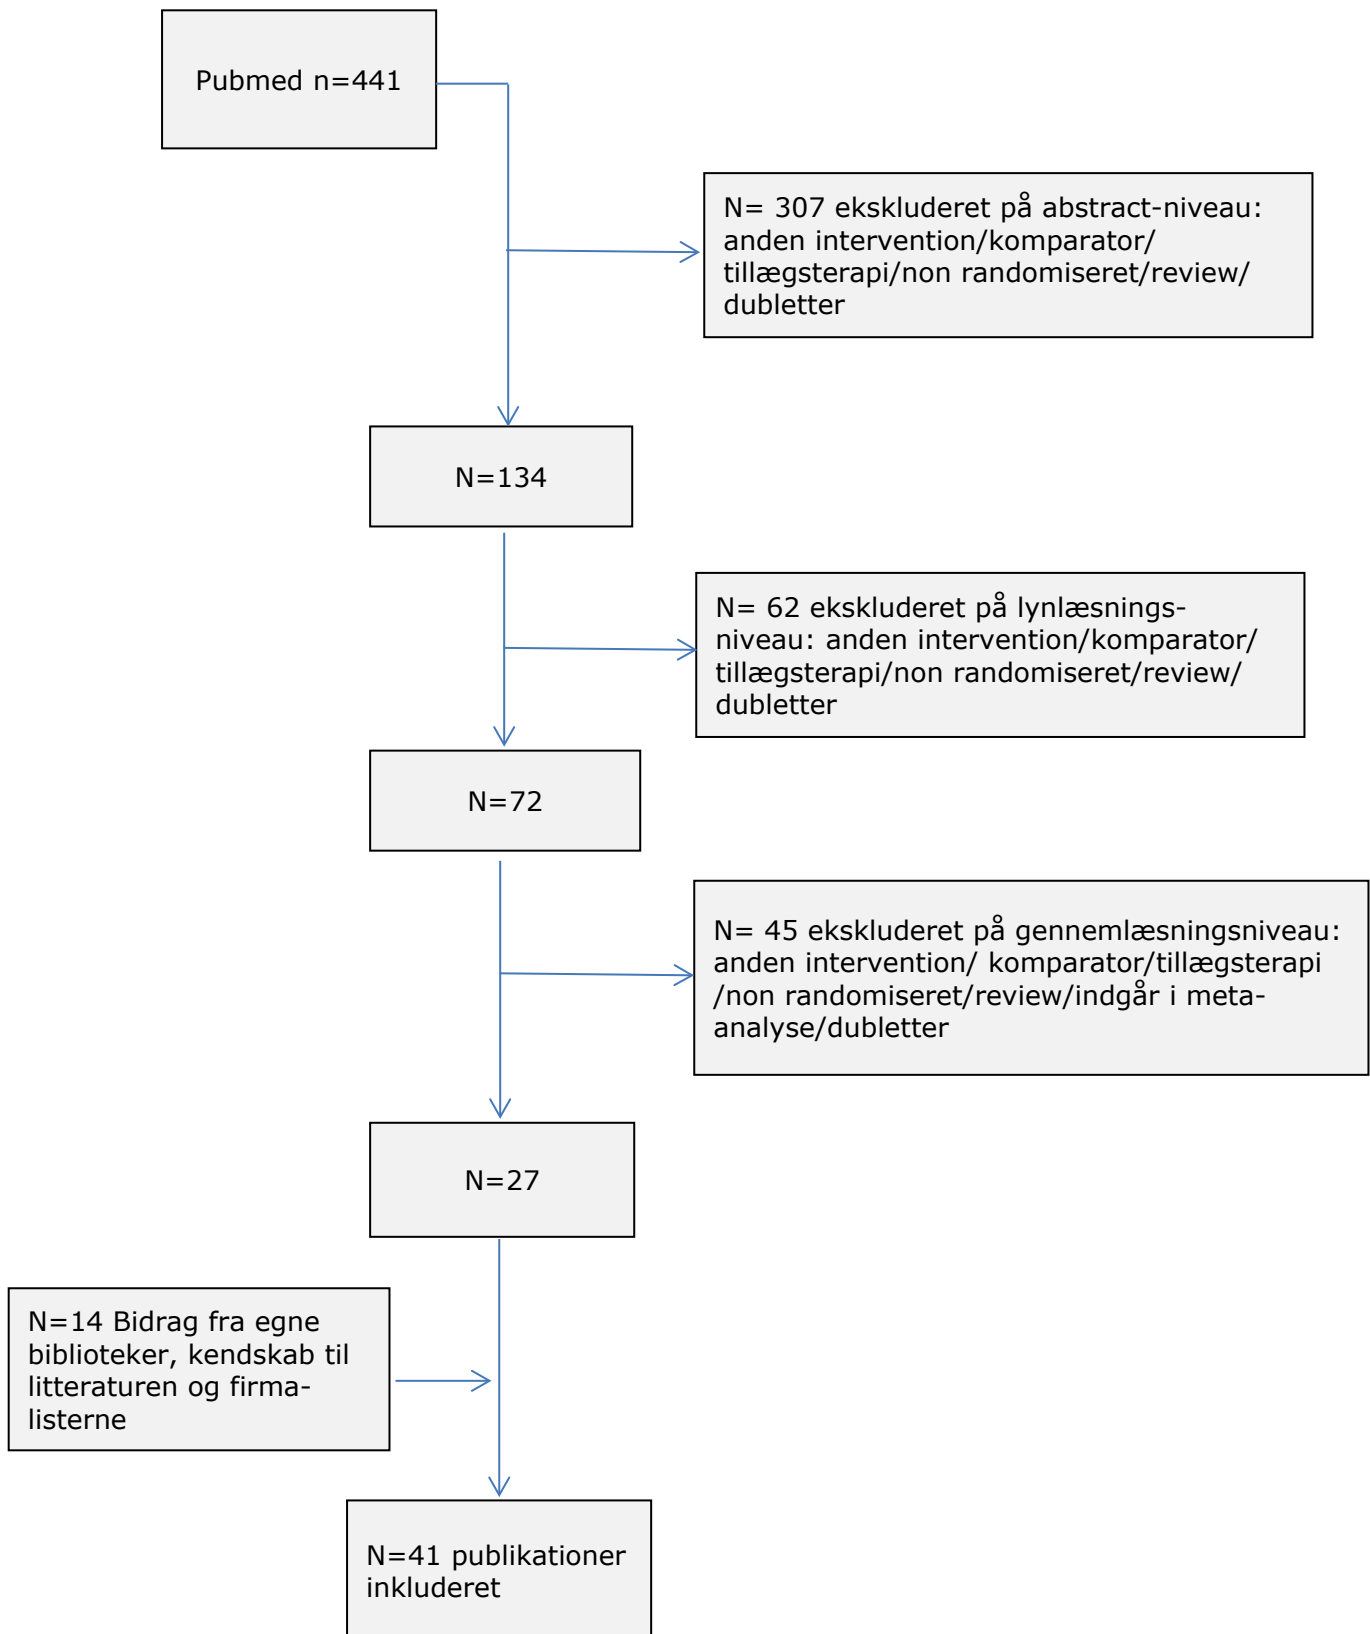 Pubmed n=441
N= 307 ekskluderet på abstract-niveau:
anden intervention/komparator/
tillægsterapi/non randomiseret/review/
dubletter
N=134
N= 62 ekskluderet på lynlæsnings-
niveau: anden intervention/komparator/
tillægsterapi/non randomiseret/review/
dubletter
N=72
N= 45 ekskluderet på gennemlæsningsniveau:
anden intervention/ komparator/tillægsterapi
/non randomiseret/review/indgår i meta-
analyse/dubletter
N=27
N=14 Bidrag fra egne
biblioteker, kendskab til
litteraturen og firma-
listerne
N=41 publikationer
inkluderet